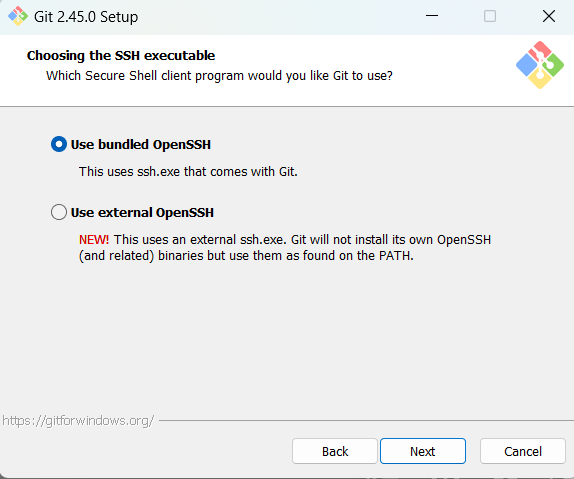 Git 2.45.0 Setup
Choosing the SSH executable
Which Secure Shell client program would you like Git to use?
Use bundled OpenSSH
This uses ssh.exe that comes with Git.
Use external OpenSSH
NEW! This uses an external ssh.exe. Git will not install its own OpenSSH
(and related) binaries but use them as found on the PATH.
https://gitforwindows.org/
Back
Next
Cancel